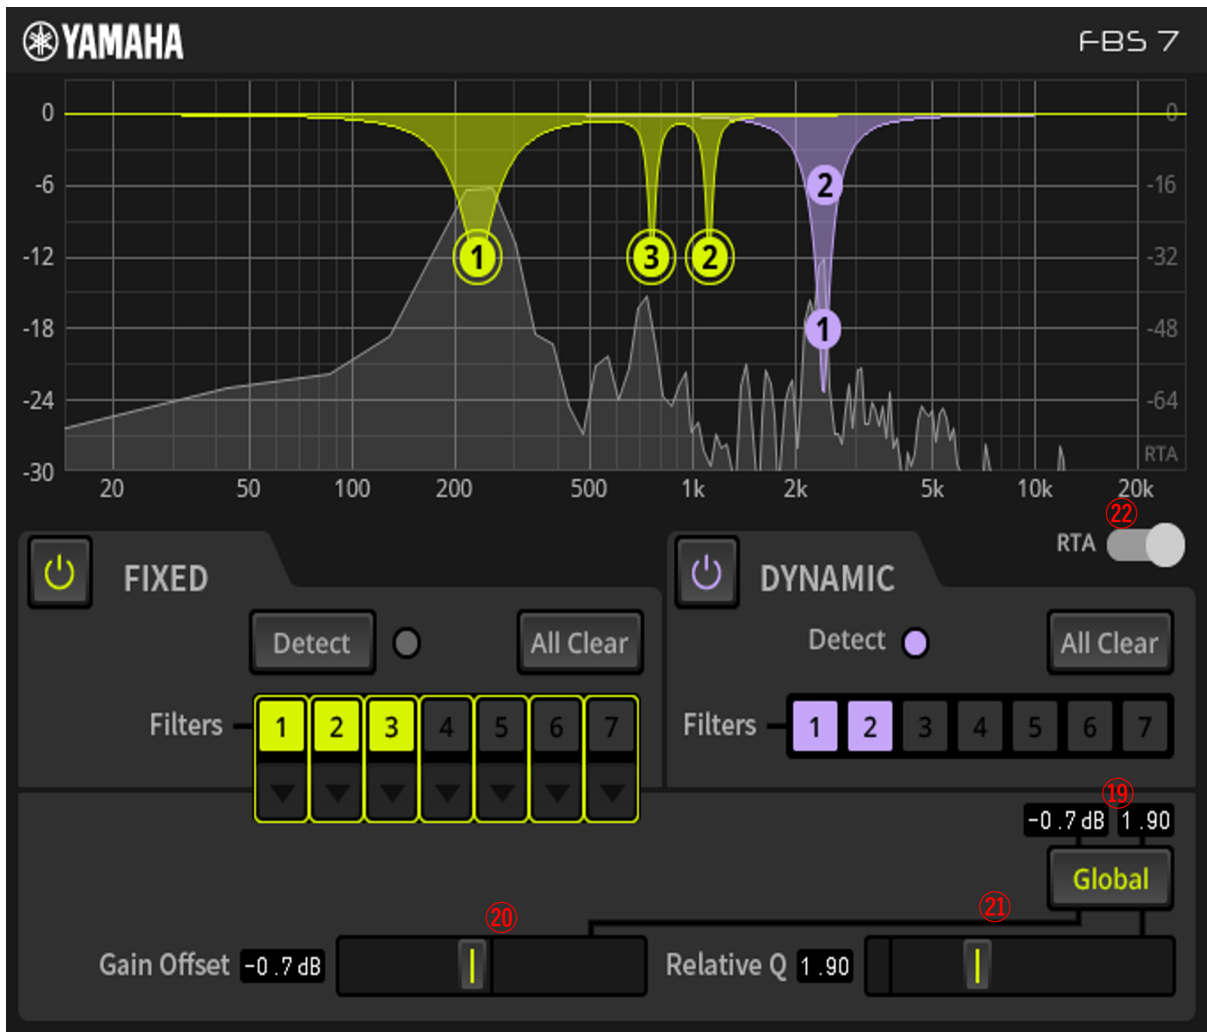 YAMAHA FBS 7
0 0
-6 -16
1 3 2 2
-12 -32
-18 1 -48
-24 -64
RTA
-30
20 50 100 200 500 1k 2k 5k 10k 20k
㉒
RTA
FIXED DYNAMIC
Detect All Clear Detect All Clear
Filters 1 2 3 4 5 6 7 Filters 1 2 3 4 5 6 7
⑲
-0.7 dB 1.90
Global
⑳ ㉑
Gain Offset -0.7 dB Relative Q 1.90